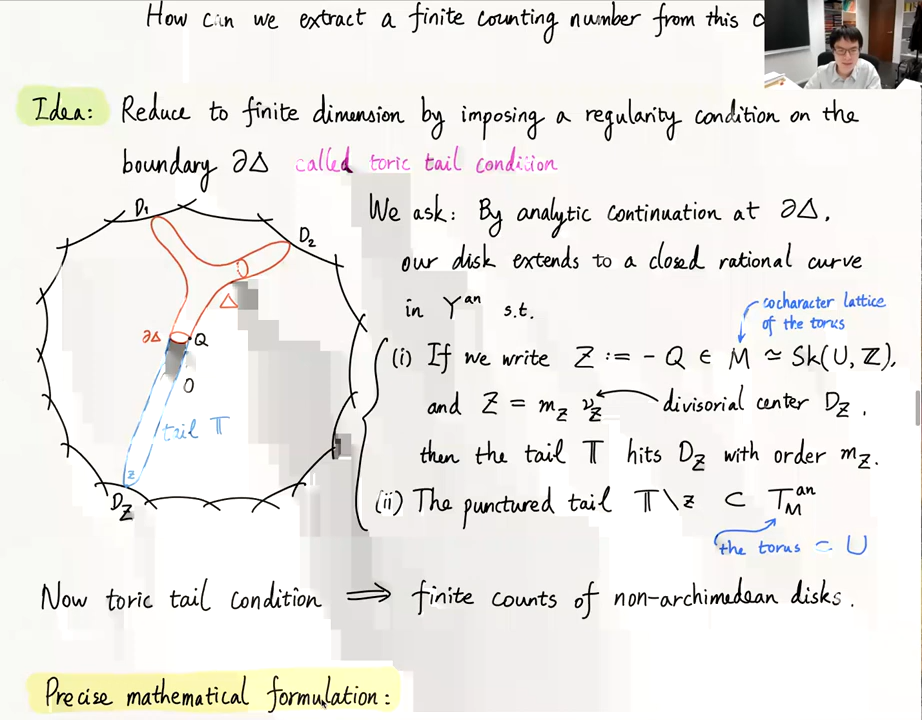 How can we extract a finite counting number from this
Idea: Reduce to finite dimension by imposing a regularity condition on the
boundary ∂Δ called toric tail condition
D₁
D₂
Δ
∂Δ
Q
O
tail 𝕋
z
D_Z
We ask: By analytic continuation at ∂Δ,
our disk extends to a closed rational curve
in Y^an s.t.
cocharacter lattice
of the torus
(i) If we write Z := -Q ∈ M ≃ Sk(U, ℤ),
and Z = m_Z ν_Z divisorial center D_Z,
then the tail 𝕋 hits D_Z with order m_Z.
(ii) The punctured tail 𝕋\z ⊂ T_M^an
the torus ⊂ U
Now toric tail condition ⟹ finite counts of non-archimedean disks.
Precise mathematical formulation: